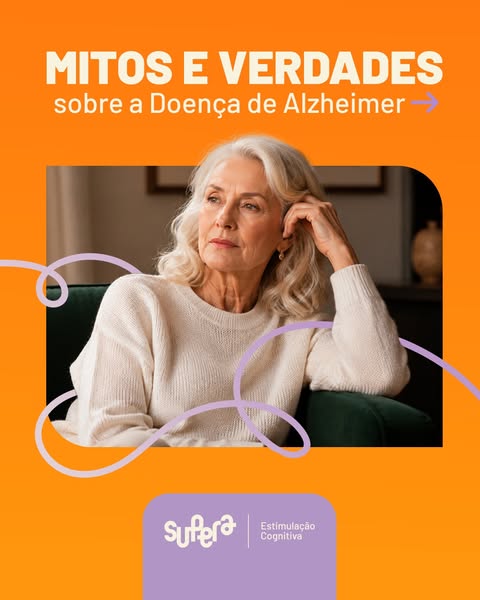 MITOS E VERDADES
sobre a Doença de Alzheimer →
supera
Estimulação
Cognitiva